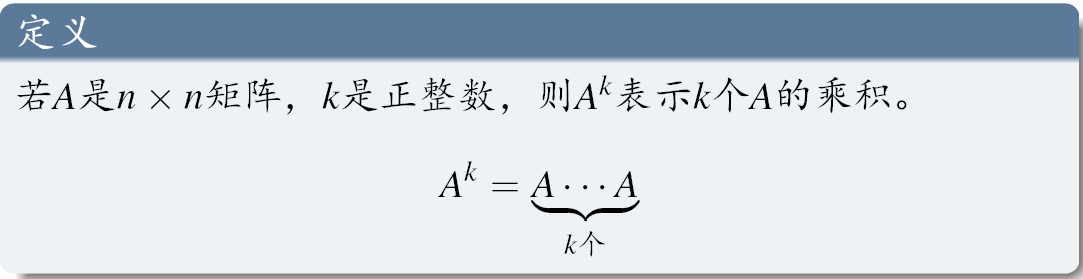 定义
若A是n × n矩阵，k是正整数，则A^k表示k个A的乘积。
A^k = A · · · A
k个